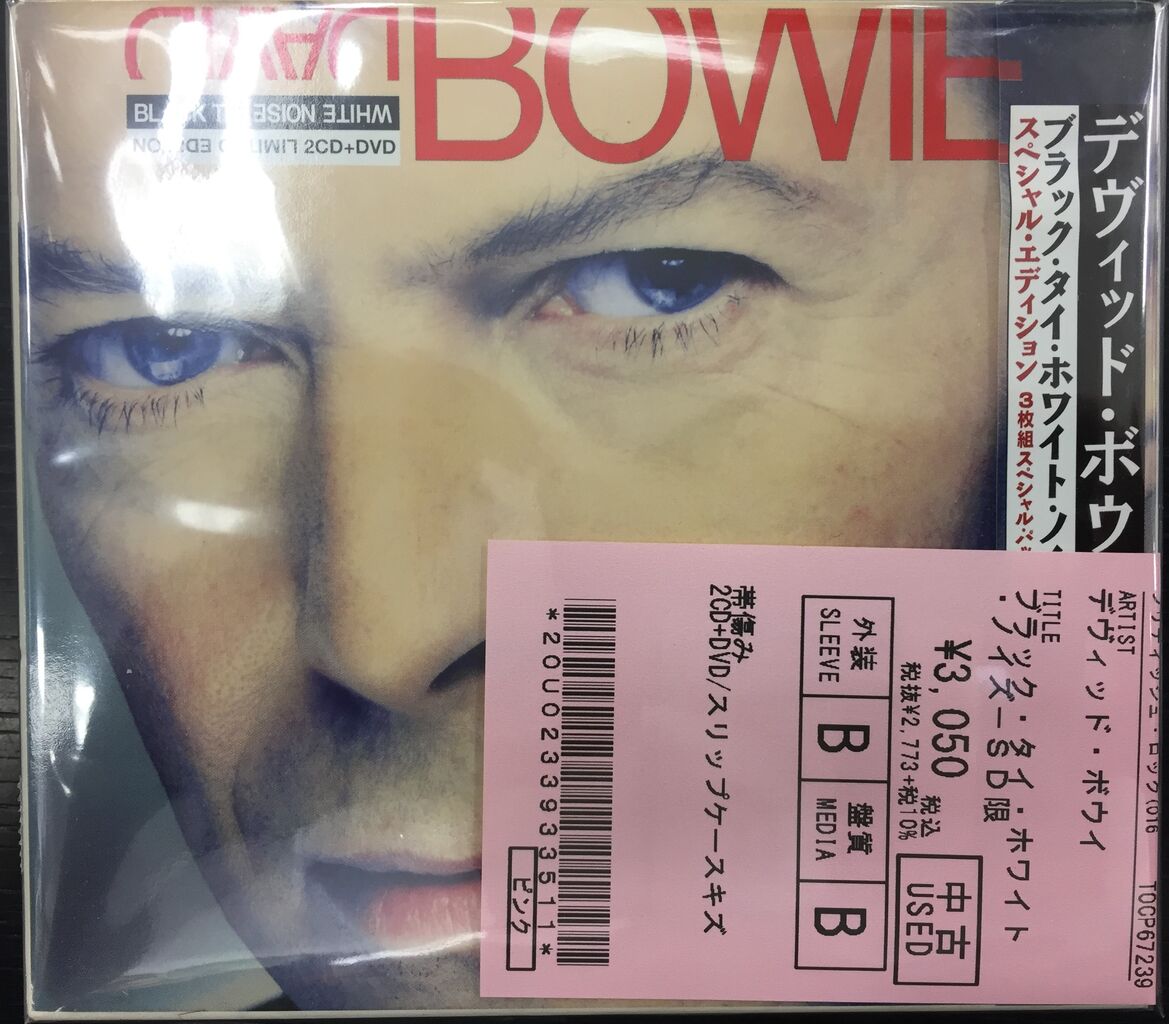 DAVID
BOWIE
BLACK TIE WHITE NOISE
LIMITED EDITION 2CD+DVD
デヴィッド・ボウ
ブラック・タイ・ホワイト・ノイ
スペシャル・エディション 3枚組スペシャル・パッ
TOCP67239
ARTIST
デヴィッド・ボウイ
TITLE
ブラック・タイ・ホワイト
・ノイズ-SD限
¥3,050 税込
税抜¥2,773+税10%
中古
USED
外装
SLEEVE
B
盤質
MEDIA
B
帯傷み
2CD+DVD/スリップケースキズ
*20U023393511*
ピンク